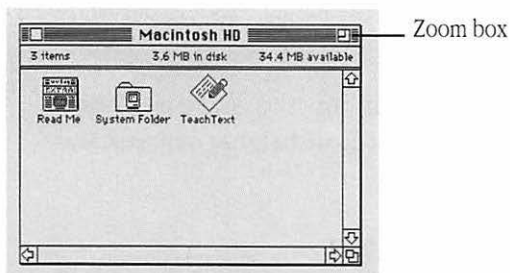 Macintosh HD
Zoom box
3 items 3.6 MB in disk 34.4 MB available
Read Me System Folder TeachText